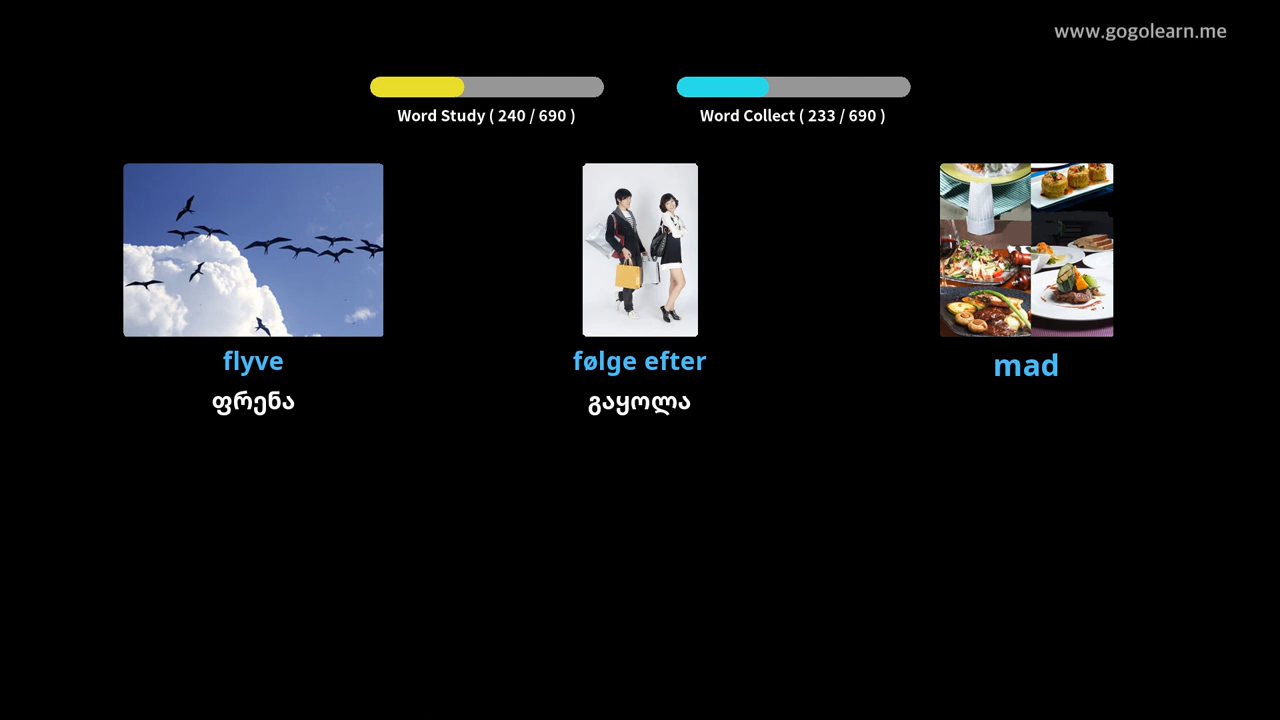 www.gogolearn.me
Word Study ( 240 / 690 )
Word Collect ( 233 / 690 )
flyve
ფრენა
følge efter
გაყოლა
mad